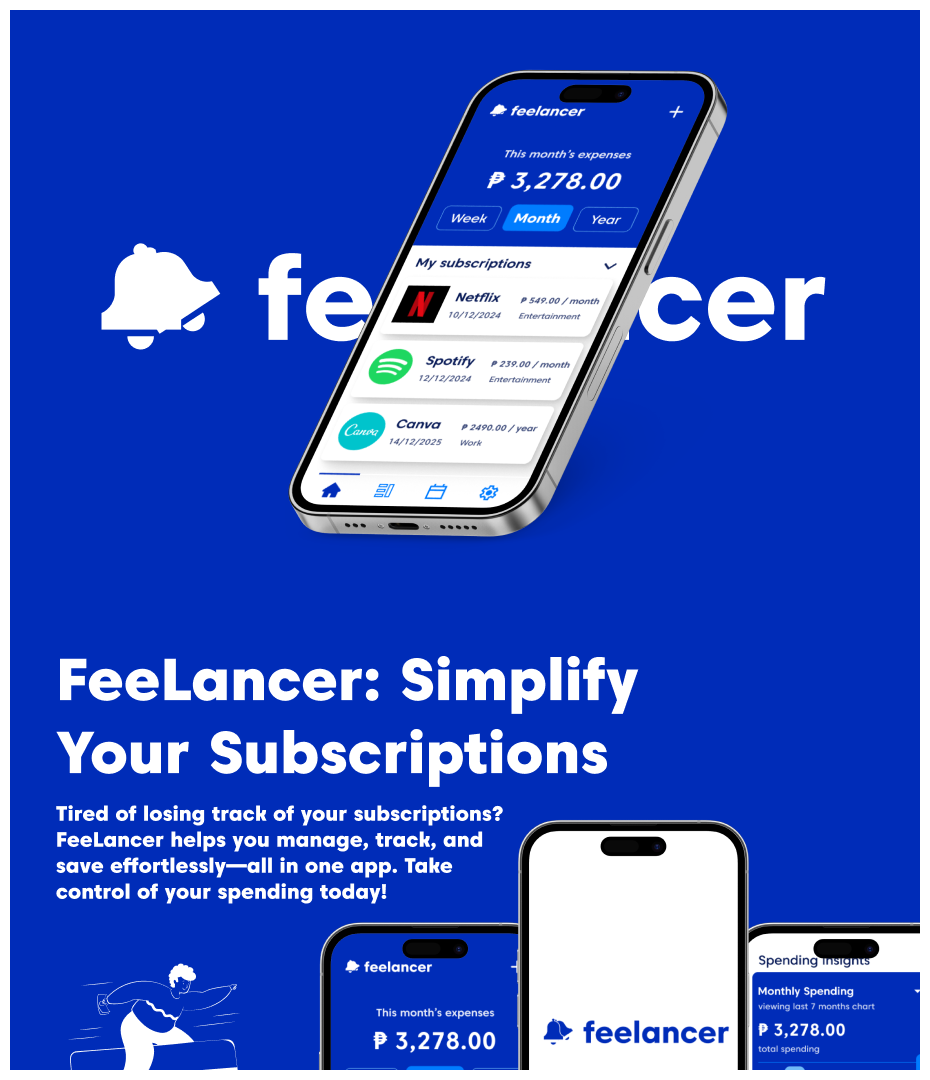 feelancer
This month's expenses
₱ 3,278.00
Week Month Year
My subscriptions
Netflix ₱ 549.00 / month
10/12/2024 Entertainment
Spotify ₱ 239.00 / month
12/12/2024 Entertainment
Canva
Canva ₱ 2490.00 / year
14/12/2025 Work
fe cer
FeeLancer: Simplify
Your Subscriptions
Tired of losing track of your subscriptions?
FeeLancer helps you manage, track, and
save effortlessly—all in one app. Take
control of your spending today!
feelancer
This month's expenses
₱ 3,278.00
feelancer
Spending Insights
Monthly Spending
viewing last 7 months chart
₱ 3,278.00
total spending